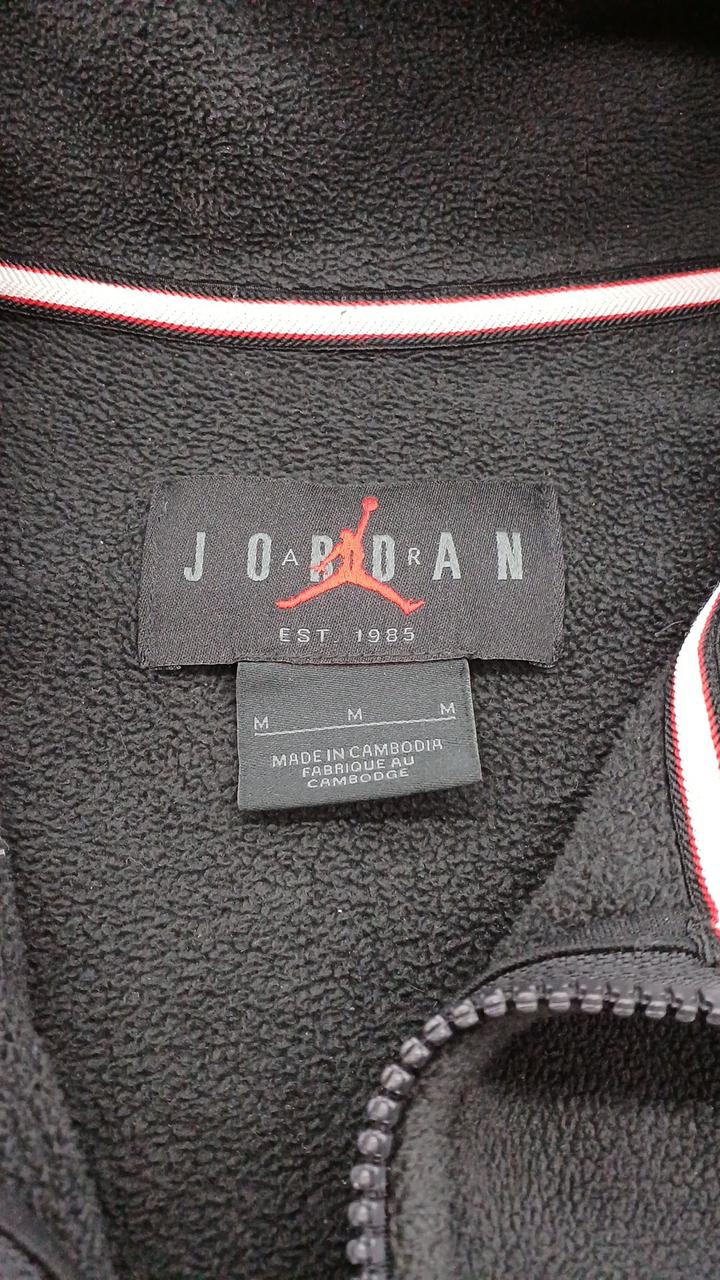 JORDAN
AIR
EST. 1985
M M M
MADE IN CAMBODIA
FABRIQUE AU
CAMBODGE